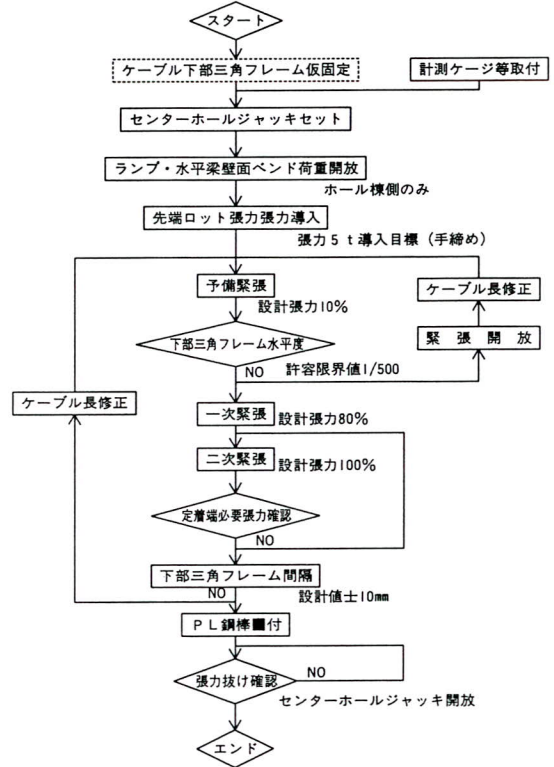 スタート
ケーブル下部三角フレーム仮固定
計測ケージ等取付
センターホールジャッキセット
ランプ・水平梁壁面ベンド荷重開放
ホール棟側のみ
先端ロット張力張力導入
張力5t導入目標（手締め）
予備緊張
ケーブル長修正
設計張力10%
下部三角フレーム水平度
緊張開放
NO
許容限界値1/500
ケーブル長修正
一次緊張
設計張力80%
二次緊張
設計張力100%
定着端必要張力確認
NO
下部三角フレーム間隔
NO
設計値士10mm
PL鋼棒■付
張力抜け確認
NO
センターホールジャッキ開放
エンド